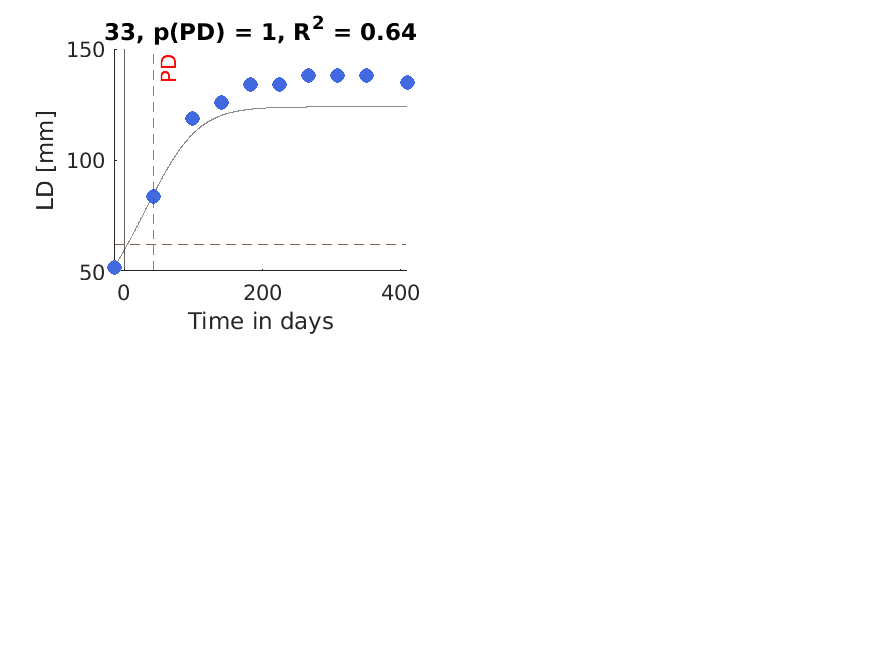 33, p(PD) = 1, R² = 0.64
150
100
50
LD [mm]
PD
0 200 400
Time in days